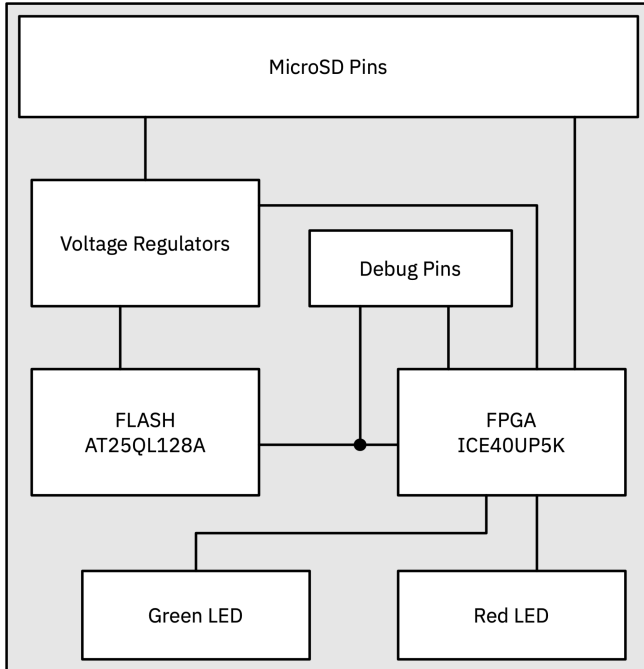 MicroSD Pins
Voltage Regulators
Debug Pins
FLASH
AT25QL128A
FPGA
ICE40UP5K
Green LED
Red LED